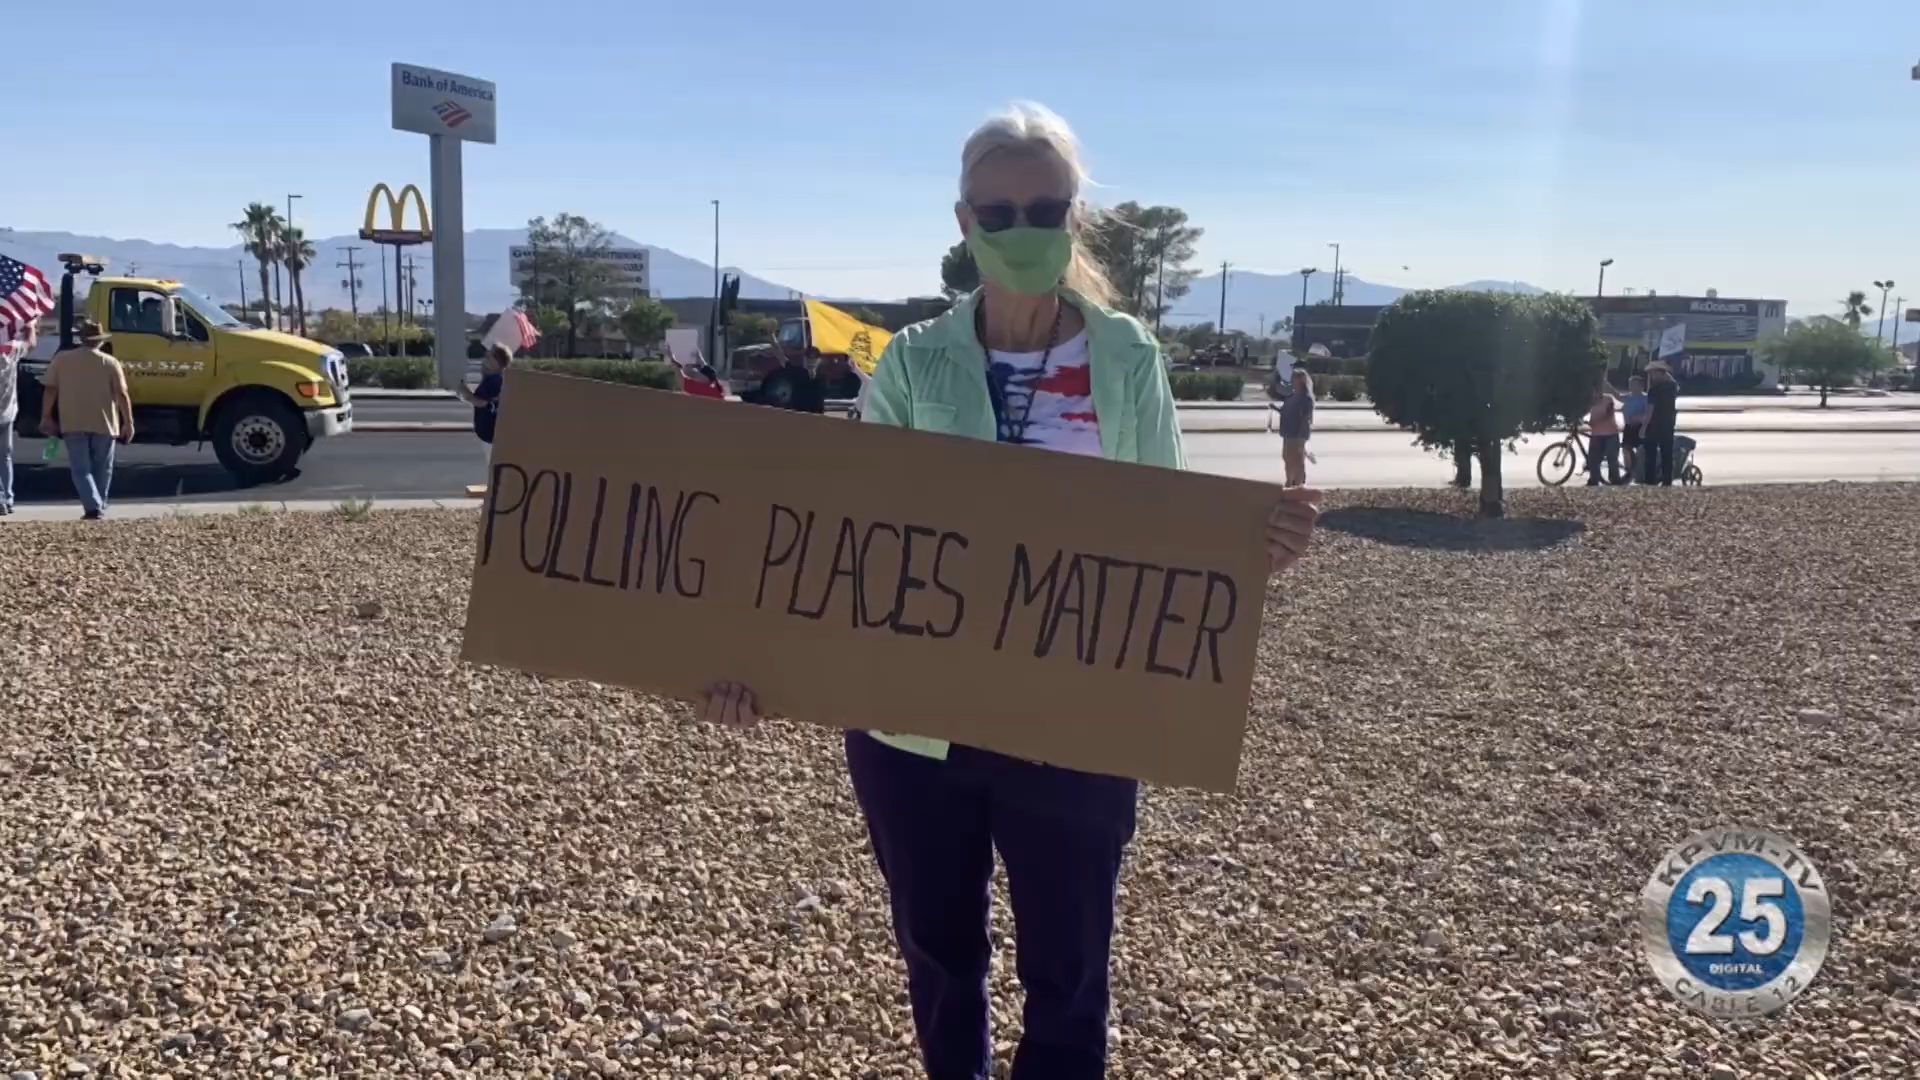 Bank of America
POLLING PLACES MATTER
McDonald's
KPVM-TV
25
DIGITAL
CABLE 12